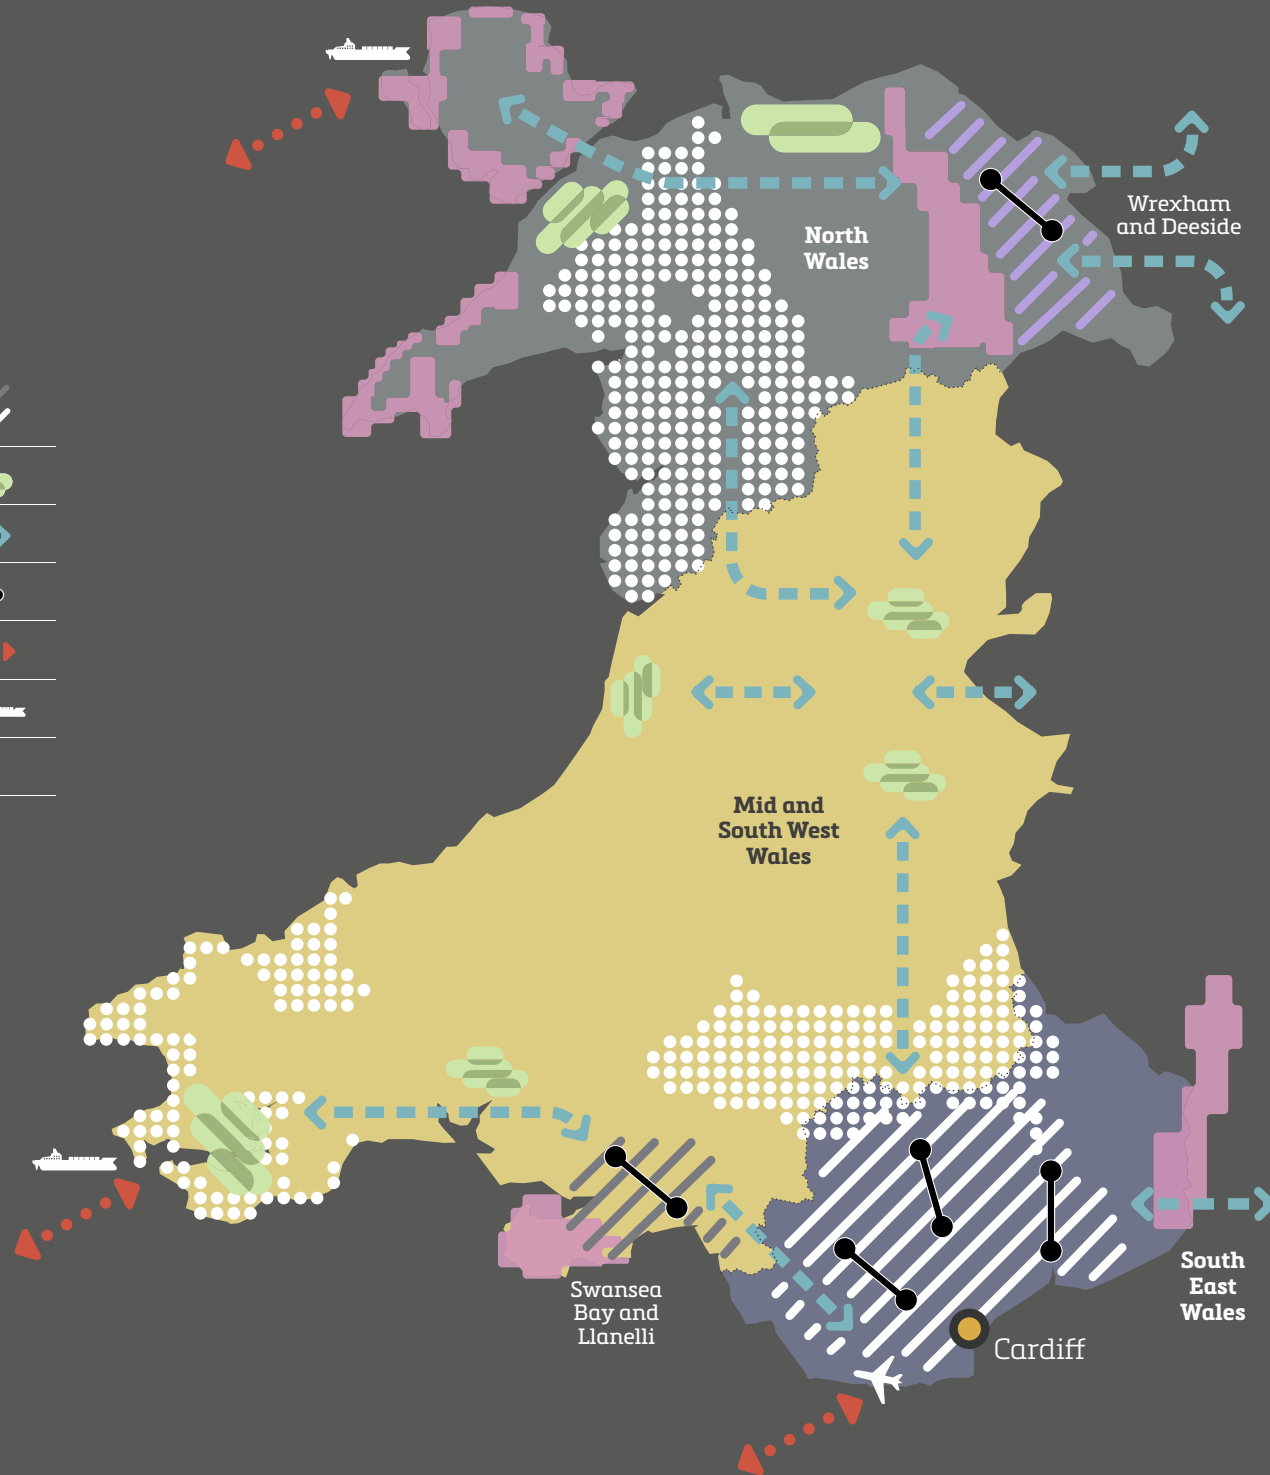 Wrexham
and Deeside
North
Wales
Mid and
South West
Wales
Swansea
Bay and
Llanelli
South
East
Wales
Cardiff